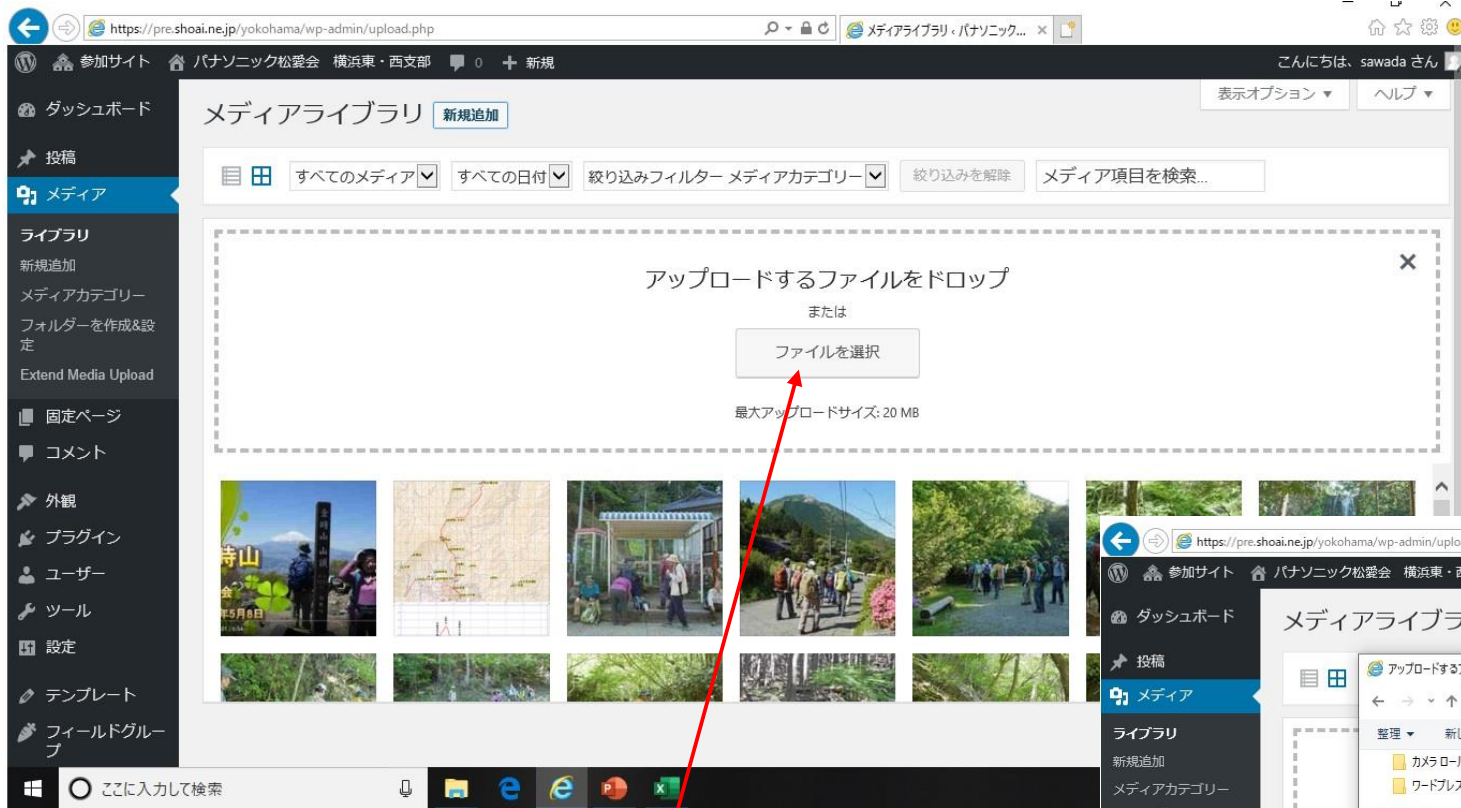 https://pre.shoai.ne.jp/yokohama/wp-admin/upload.php
メディアライブラリ ‹ パナソニック...
参加サイト パナソニック松愛会 横浜東・西支部 0 新規
こんにちは、sawada さん
ダッシュボード
投稿
メディア
ライブラリ
新規追加
メディアカテゴリー
フォルダーを作成&設
定
Extend Media Upload
固定ページ
コメント
外観
プラグイン
ユーザー
ツール
設定
テンプレート
フィールドグルー
プ
メディアライブラリ 新規追加
表示オプション ヘルプ
すべてのメディア すべての日付 絞り込みフィルター メディアカテゴリー 絞り込みを解除 メディア項目を検索...
アップロードするファイルをドロップ
または
ファイルを選択
最大アップロードサイズ: 20 MB
ここに入力して検索
https://pre.shoai.ne.jp/yokohama/wp-admin/uplo
参加サイト パナソニック松愛会 横浜東・
ダッシュボード
投稿
メディア
ライブラリ
新規追加
メディアカテゴリー
メディアライブラ
アップロードする
整理 新し
カメラ ロール
ワードプレス